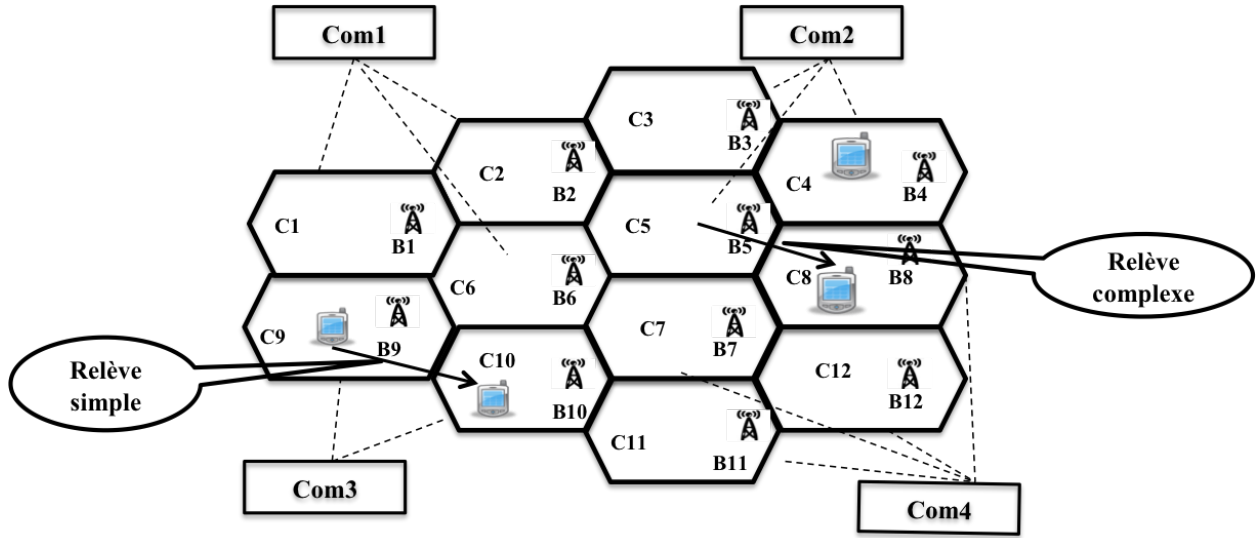 Com1
Com2
C3
B3
C2
B2
C4
B4
C1
B1
C5
B5
C6
B6
C8
B8
Relève
complexe
C9
B9
C7
B7
Relève
simple
C10
B10
C12
B12
C11
B11
Com3
Com4